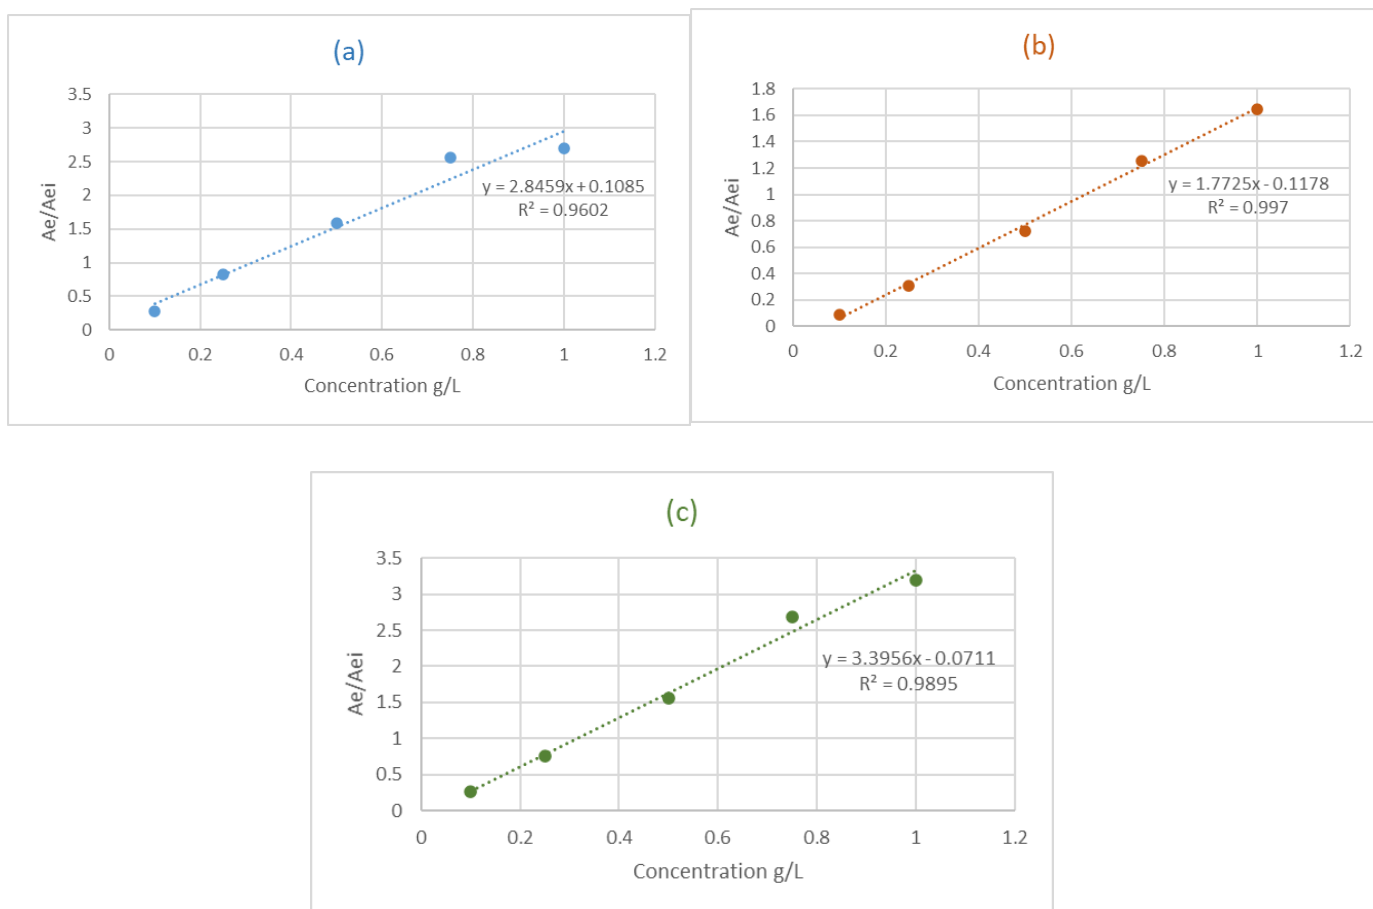 (a)
3.5
3
2.5
2
1.5
1
0.5
0
Ae/Aei
y = 2.8459x + 0.1085
R² = 0.9602
0 0.2 0.4 0.6 0.8 1 1.2
Concentration g/L
(b)
1.8
1.6
1.4
1.2
1
0.8
0.6
0.4
0.2
0
Ae/Aei
y = 1.7725x - 0.1178
R² = 0.997
0 0.2 0.4 0.6 0.8 1 1.2
Concentration g/L
(c)
3.5
3
2.5
2
1.5
1
0.5
0
Ae/Aei
y = 3.3956x - 0.0711
R² = 0.9895
0 0.2 0.4 0.6 0.8 1 1.2
Concentration g/L